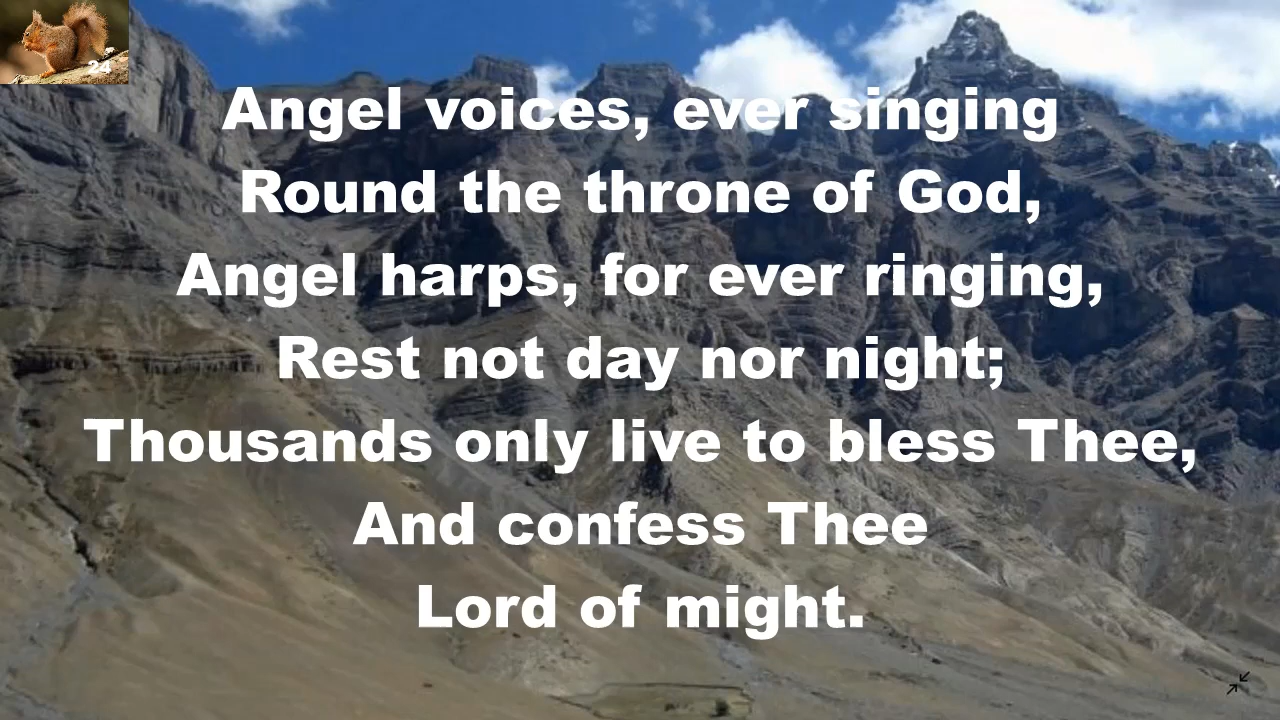 24
Angel voices, ever singing
Round the throne of God,
Angel harps, for ever ringing,
Rest not day nor night;
Thousands only live to bless Thee,
And confess Thee
Lord of might.